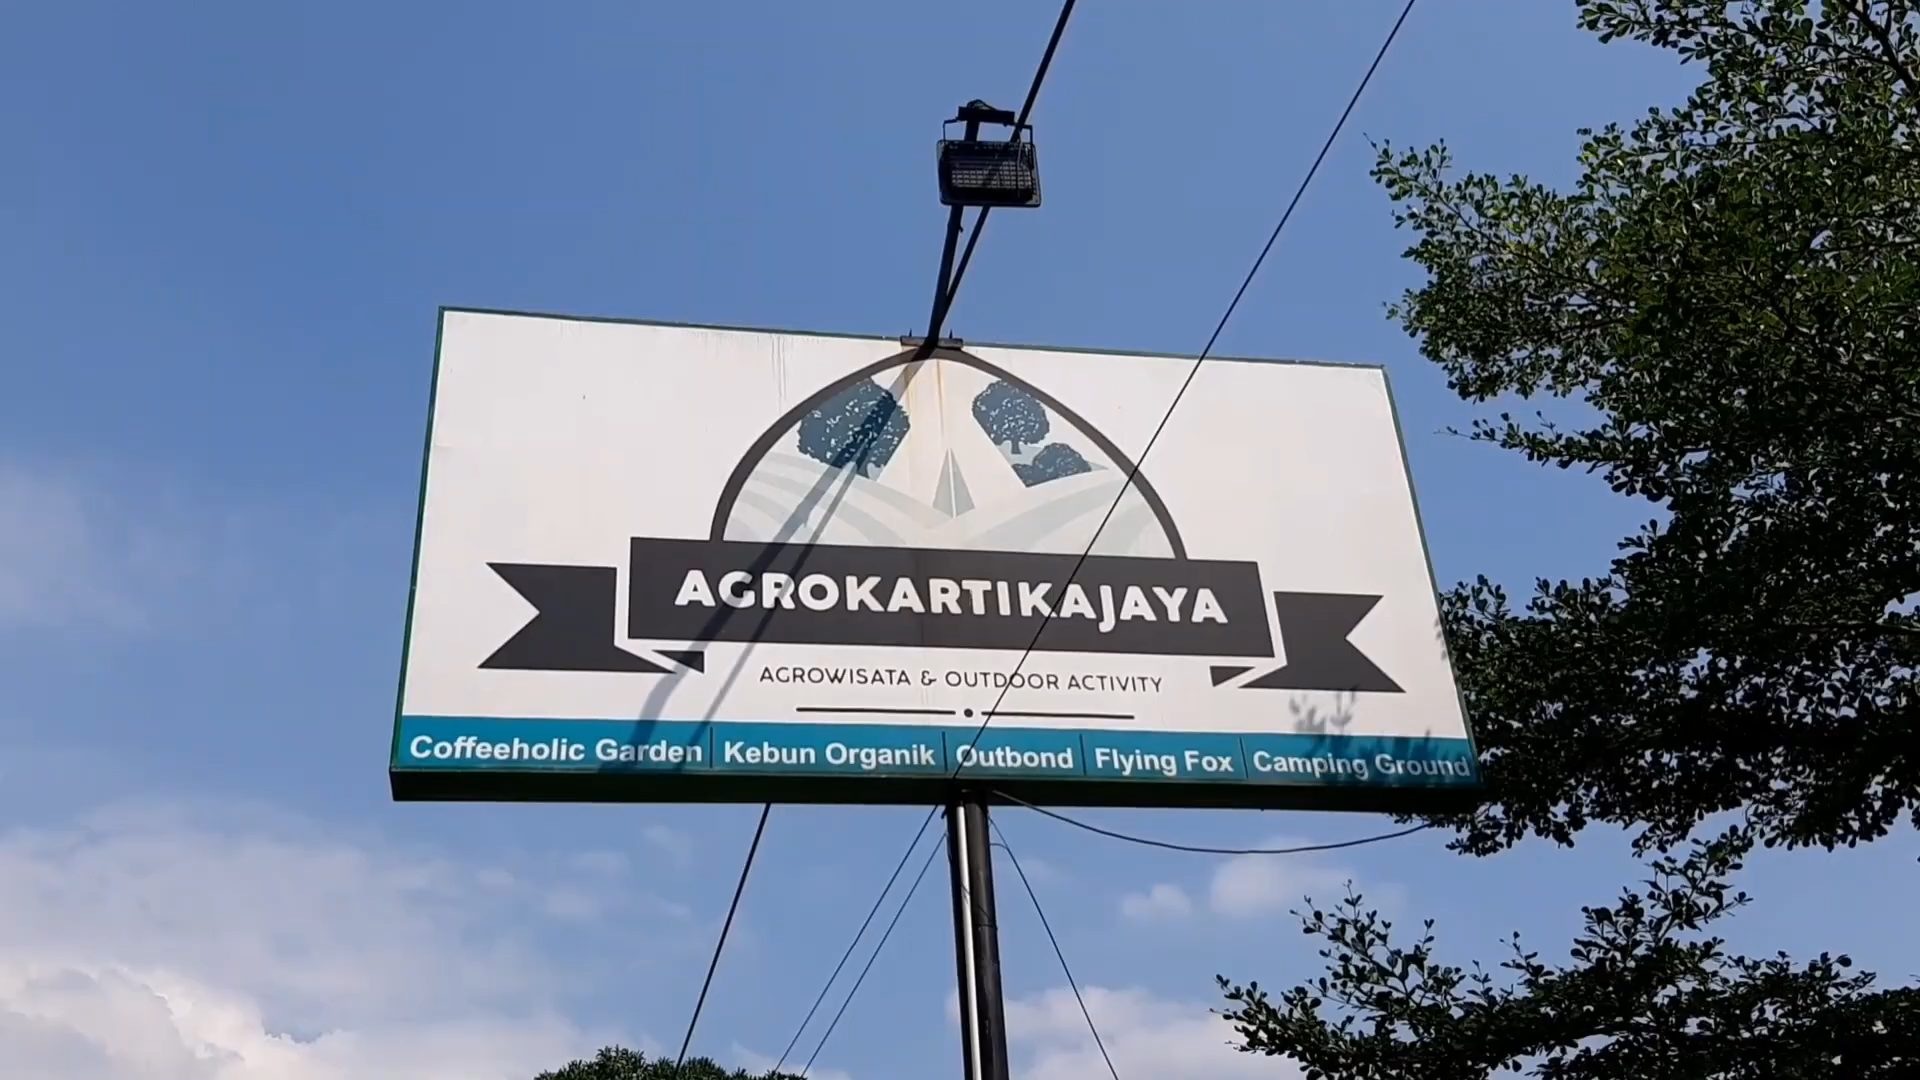 AGROKARTIKAJAYA
AGROWISATA & OUTDOOR ACTIVITY
Coffeeholic Garden | Kebun Organik | Outbond | Flying Fox | Camping Ground